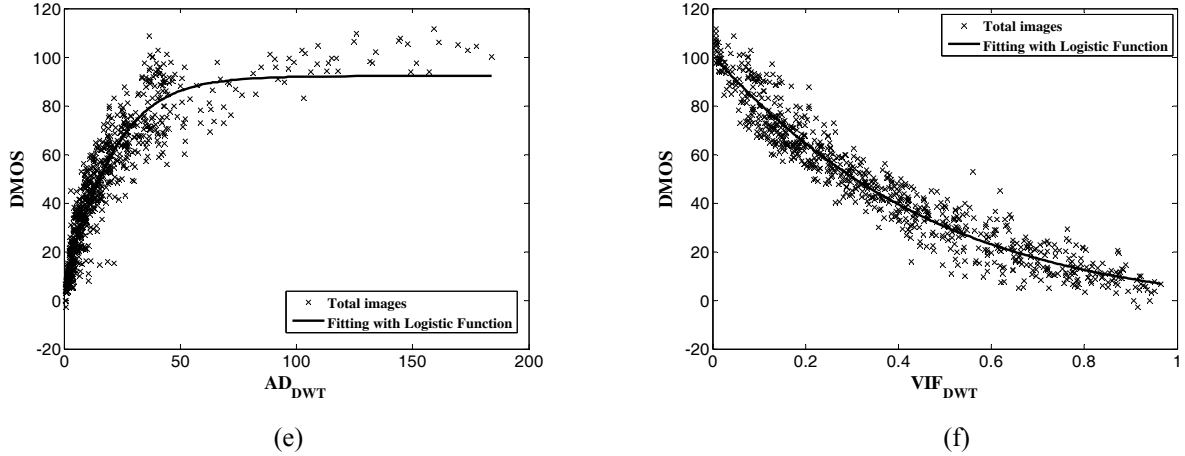 120
100
80
60
40
20
0
-20
DMOS
0 50 100 150 200
AD_DWT
× Total images
Fitting with Logistic Function
(e)
120
100
80
60
40
20
0
-20
DMOS
0 0.2 0.4 0.6 0.8 1
VIF_DWT
× Total images
Fitting with Logistic Function
(f)